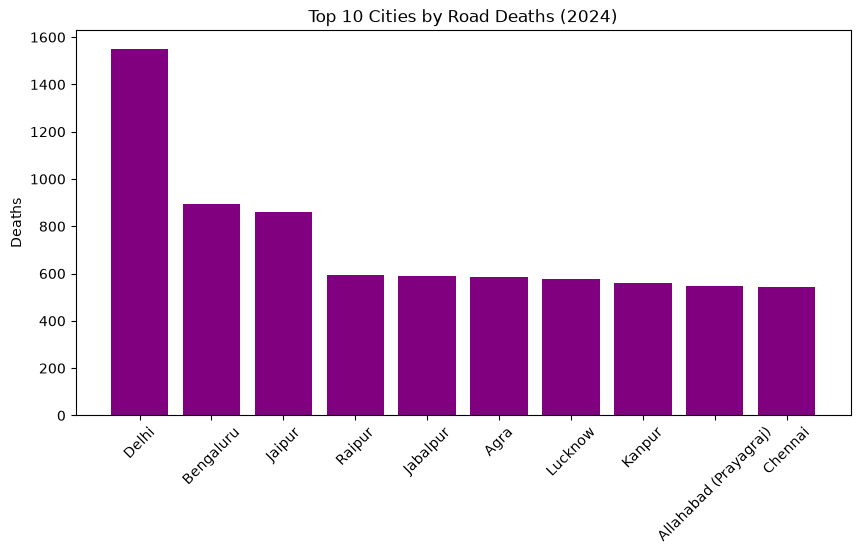 Top 10 Cities by Road Deaths (2024)
Deaths
1600
1400
1200
1000
800
600
400
200
0
Delhi
Bengaluru
Jaipur
Raipur
Jabalpur
Agra
Lucknow
Kanpur
Allahabad (Prayagraj)
Chennai